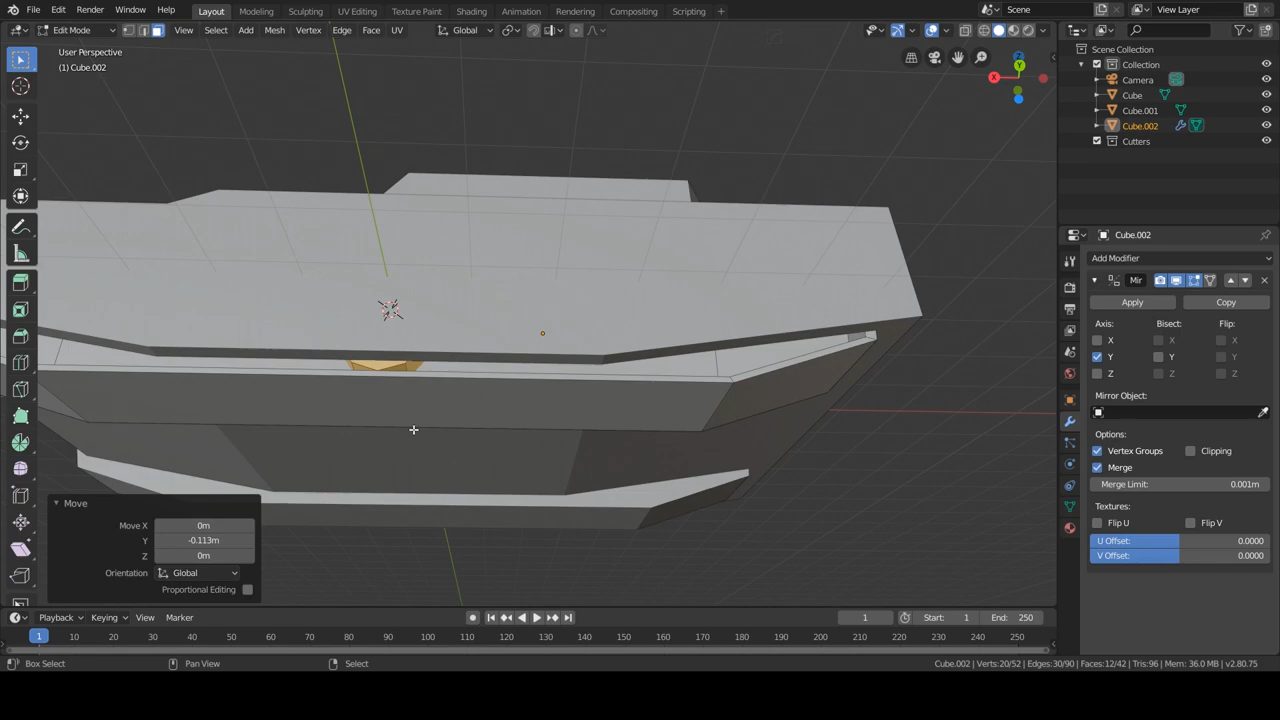 File Edit Render Window Help Layout Modeling Sculpting UV Editing Texture Paint Shading Animation Rendering Compositing Scripting + Scene View Layer
Edit Mode View Select Add Mesh Vertex Edge Face UV Global
User Perspective
(1) Cube.002
X
Y
Z
Scene Collection
Collection
Camera
Cube
Cube.001
Cube.002
Cutters
Cube.002
Add Modifier
Mir
Apply Copy
Axis: Bisect: Flip:
X X X
Y Y Y
Z Z Z
Mirror Object:
Options:
Vertex Groups Clipping
Merge
Merge Limit: 0.001m
Textures:
Flip U Flip V
U Offset: 0.0000
V Offset: 0.0000
Move
Move X 0m
Y -0.113m
Z 0m
Orientation Global
Proportional Editing
Playback Keying View Marker 1 Start: 1 End: 250
1 10 20 30 40 50 60 70 80 90 100 110 120 130 140 150 160 170 180 190 200 210 220 230 240 250
Box Select Pan View Select Cube.002 | Verts:20/52 | Edges:30/90 | Faces:12/42 | Tris:96 | Mem: 36.0 MB | v2.80.75